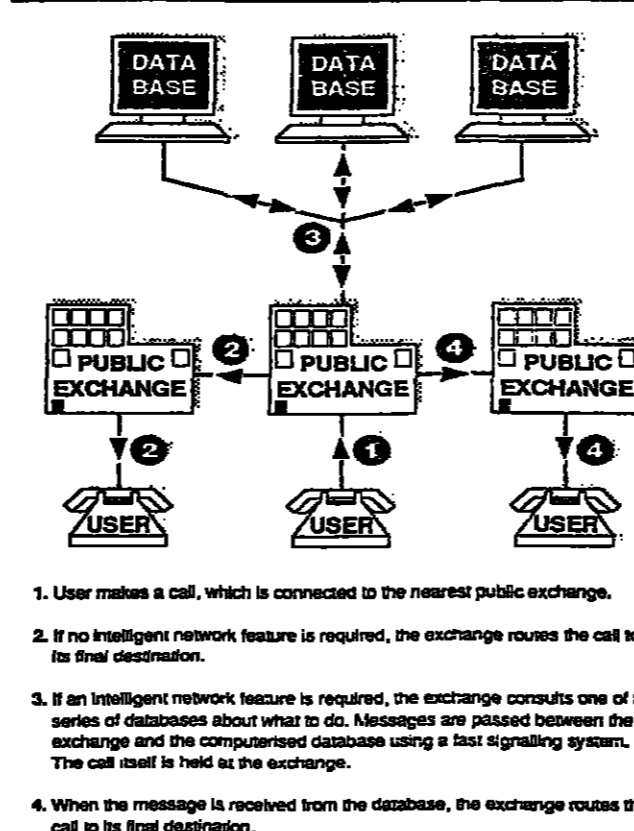 DATA BASE
DATA BASE
DATA BASE
3
PUBLIC EXCHANGE
2
PUBLIC EXCHANGE
4
PUBLIC EXCHANGE
2
1
4
USER
USER
USER
1. User makes a call, which is connected to the nearest public exchange.
2. If no intelligent network feature is required, the exchange routes the call to
its final destination.
3. If an intelligent network feature is required, the exchange consults one of a
series of databases about what to do. Messages are passed between the
exchange and the computerised database using a fast signalling system.
The call itself is held at the exchange.
4. When the message is received from the database, the exchange routes th
call to its final destination.